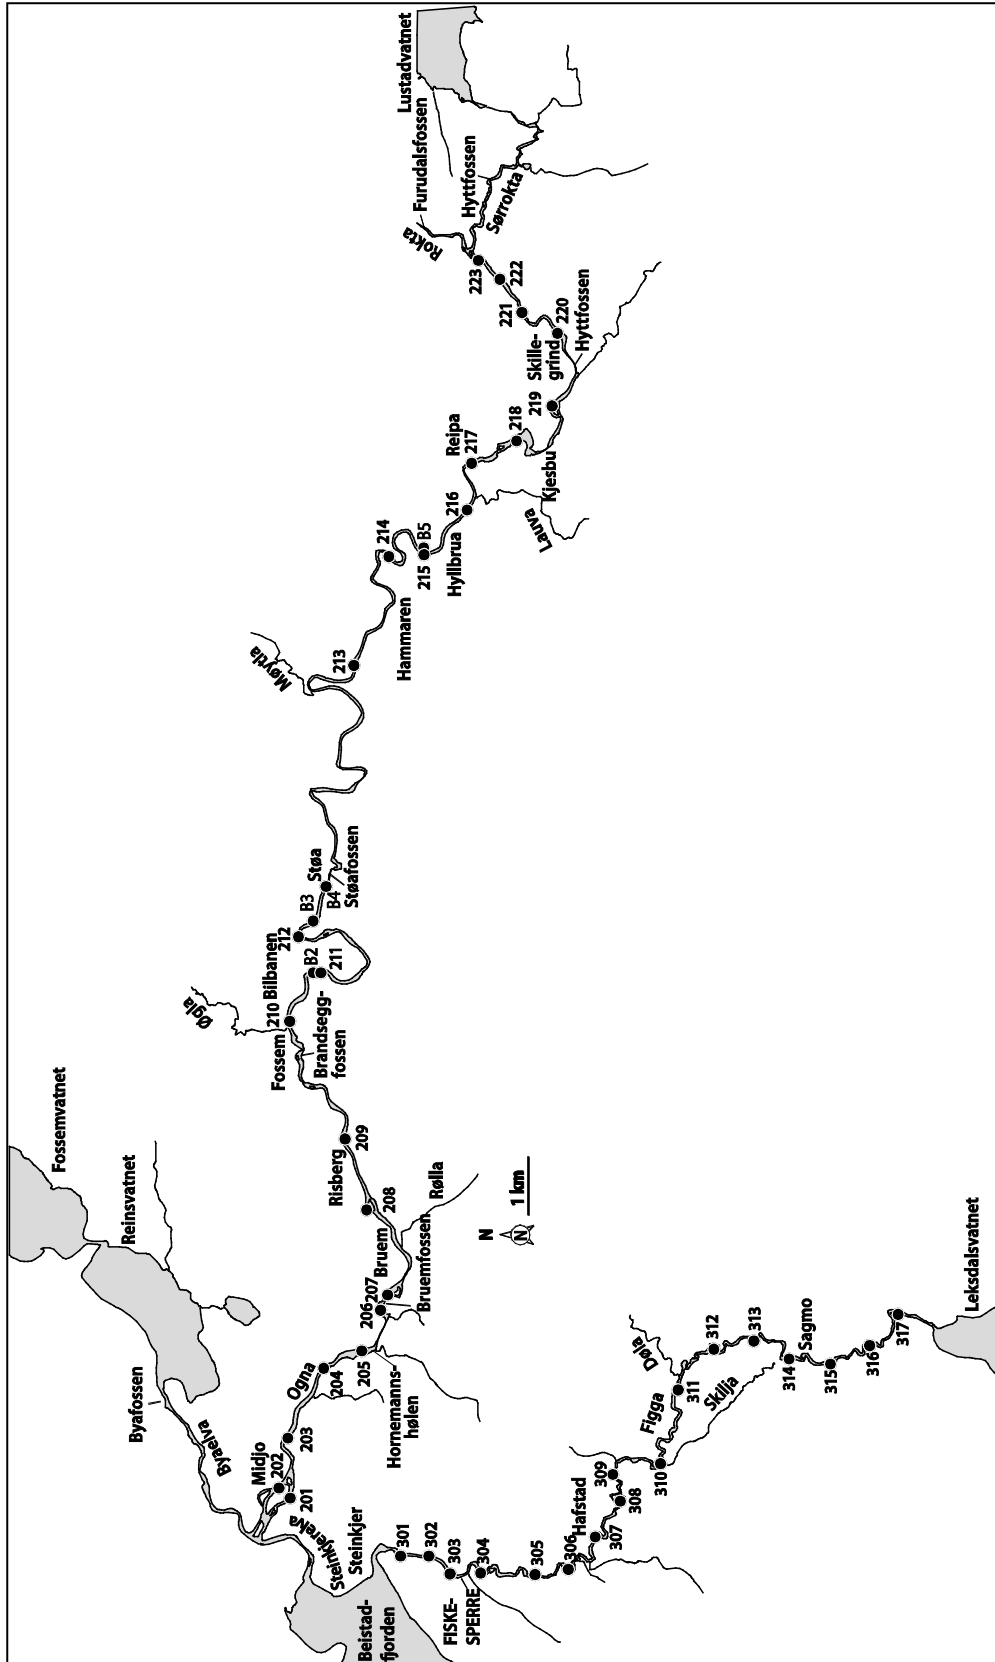 Fossemvatnet
Reinsvatnet
Byafossen
Byaelva
Midjo
202
201
203
Steinkjerelva
Steinkjer
Beistad-
fjorden
Ogna
204
205
Hornemanns-
hølen
206
207
Bruem
Bruemfossen
Rølla
208
Risberg
209
Fossem
Brandsegg-
fossen
Øgla
210
Bilbanen
B2
211
212
B3
B4
Støa
Støafossen
Møytla
213
Hammaren
214
215
B5
Hyllbrua
216
Lauva
Reipa
217
218
Kjesbu
219
Skille-
grind
220
Hyttfossen
221
222
223
Rokta
Furudalsfossen
Hyttfossen
Sørrokta
Lustadvatnet
N
N
1 km
301
302
303
FISKE-
SPERRE
304
305
306
Hafstad
307
308
309
310
Figga
Skilja
311
Døla
312
313
314
Sagmo
315
316
317
Leksdalsvatnet